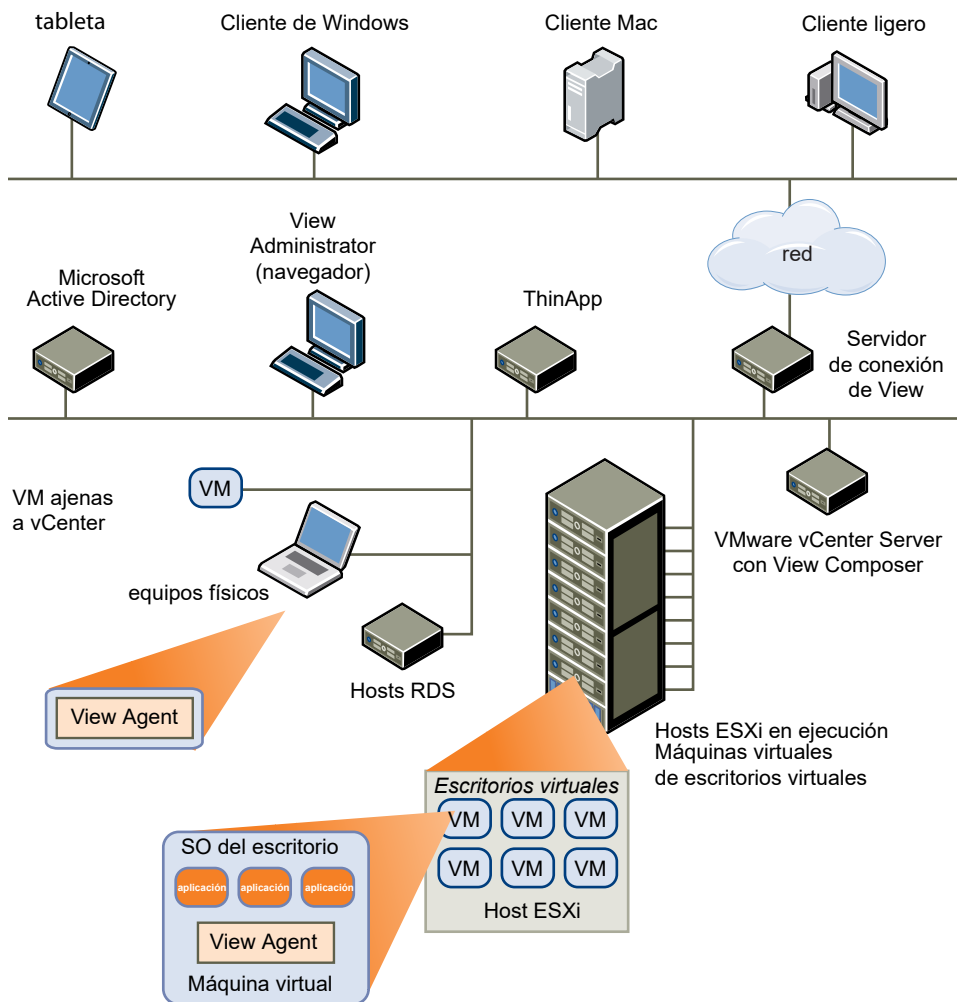 tableta
Cliente de Windows
Cliente Mac
Cliente ligero
red
View
Administrator
(navegador)
Microsoft
Active Directory
ThinApp
Servidor
de conexión
de View
VM ajenas
a vCenter
VM
equipos físicos
Hosts RDS
VMware vCenter Server
con View Composer
View Agent
Hosts ESXi en ejecución
Máquinas virtuales
de escritorios virtuales
Escritorios virtuales
VM VM VM
VM VM VM
Host ESXi
SO del escritorio
aplicación aplicación aplicación
View Agent
Máquina virtual